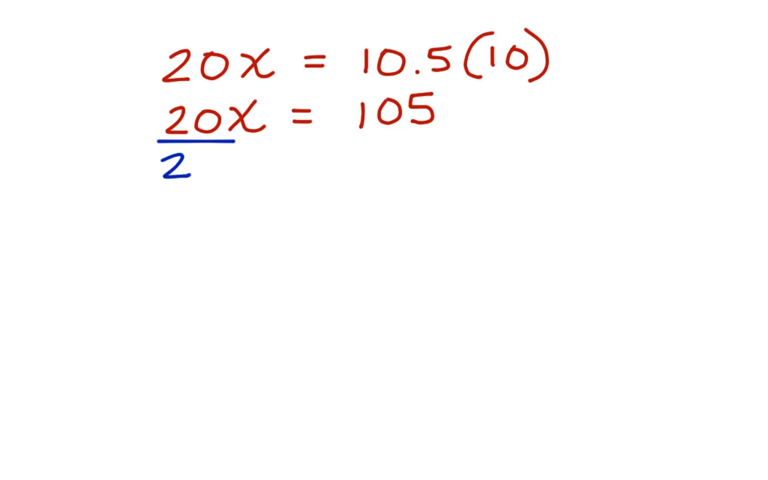 20x = 10.5(10)
20x = 105
2